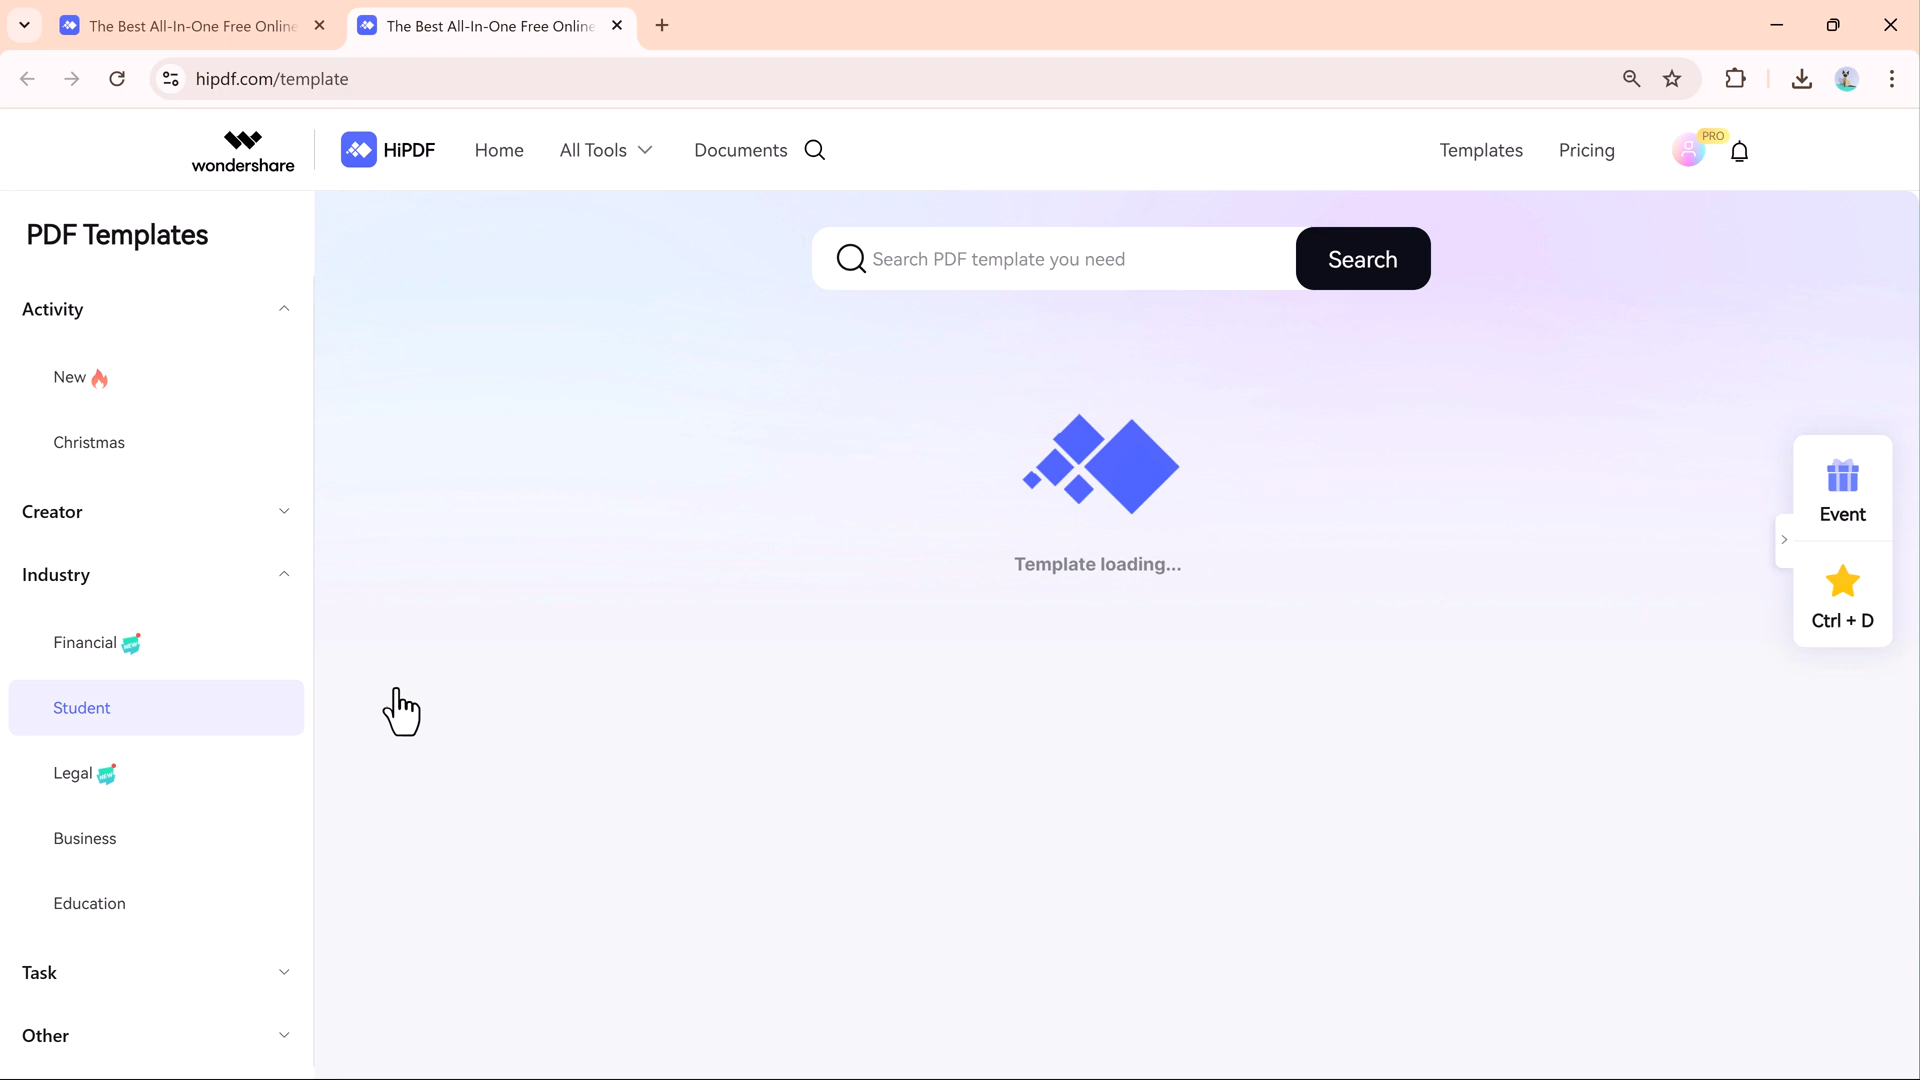 The Best All-In-One Free Online
The Best All-In-One Free Online
hipdf.com/template
wondershare
HiPDF
Home
All Tools
Documents
Templates
Pricing
PRO
PDF Templates
Search PDF template you need
Search
Activity
New
Christmas
Creator
Industry
Financial
NEW
Student
Legal
NEW
Business
Education
Task
Other
Template loading...
Event
Ctrl + D